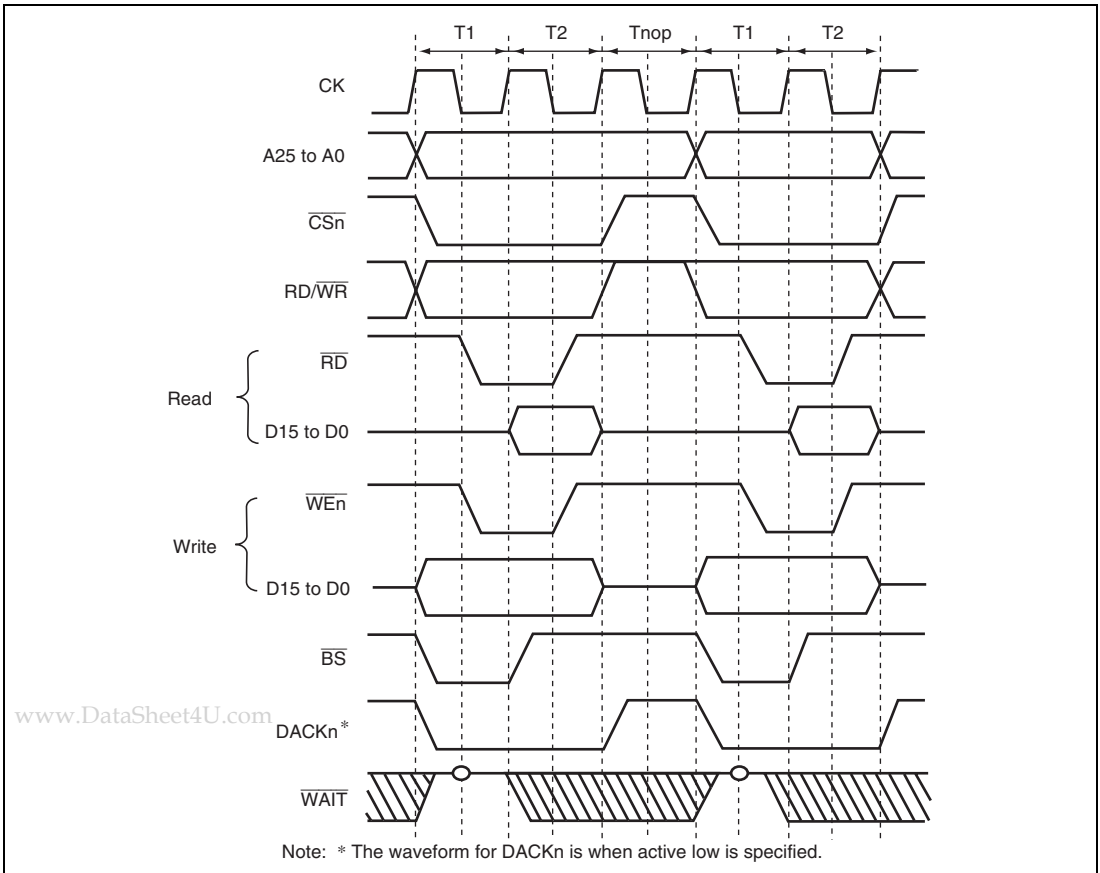 T1 T2 Tnop T1 T2
CK
A25 to A0
CSn
RD/WR
RD
Read
D15 to D0
WEn
Write
D15 to D0
BS
www.DataSheet4U.com
DACKn*
WAIT
Note: * The waveform for DACKn is when active low is specified.